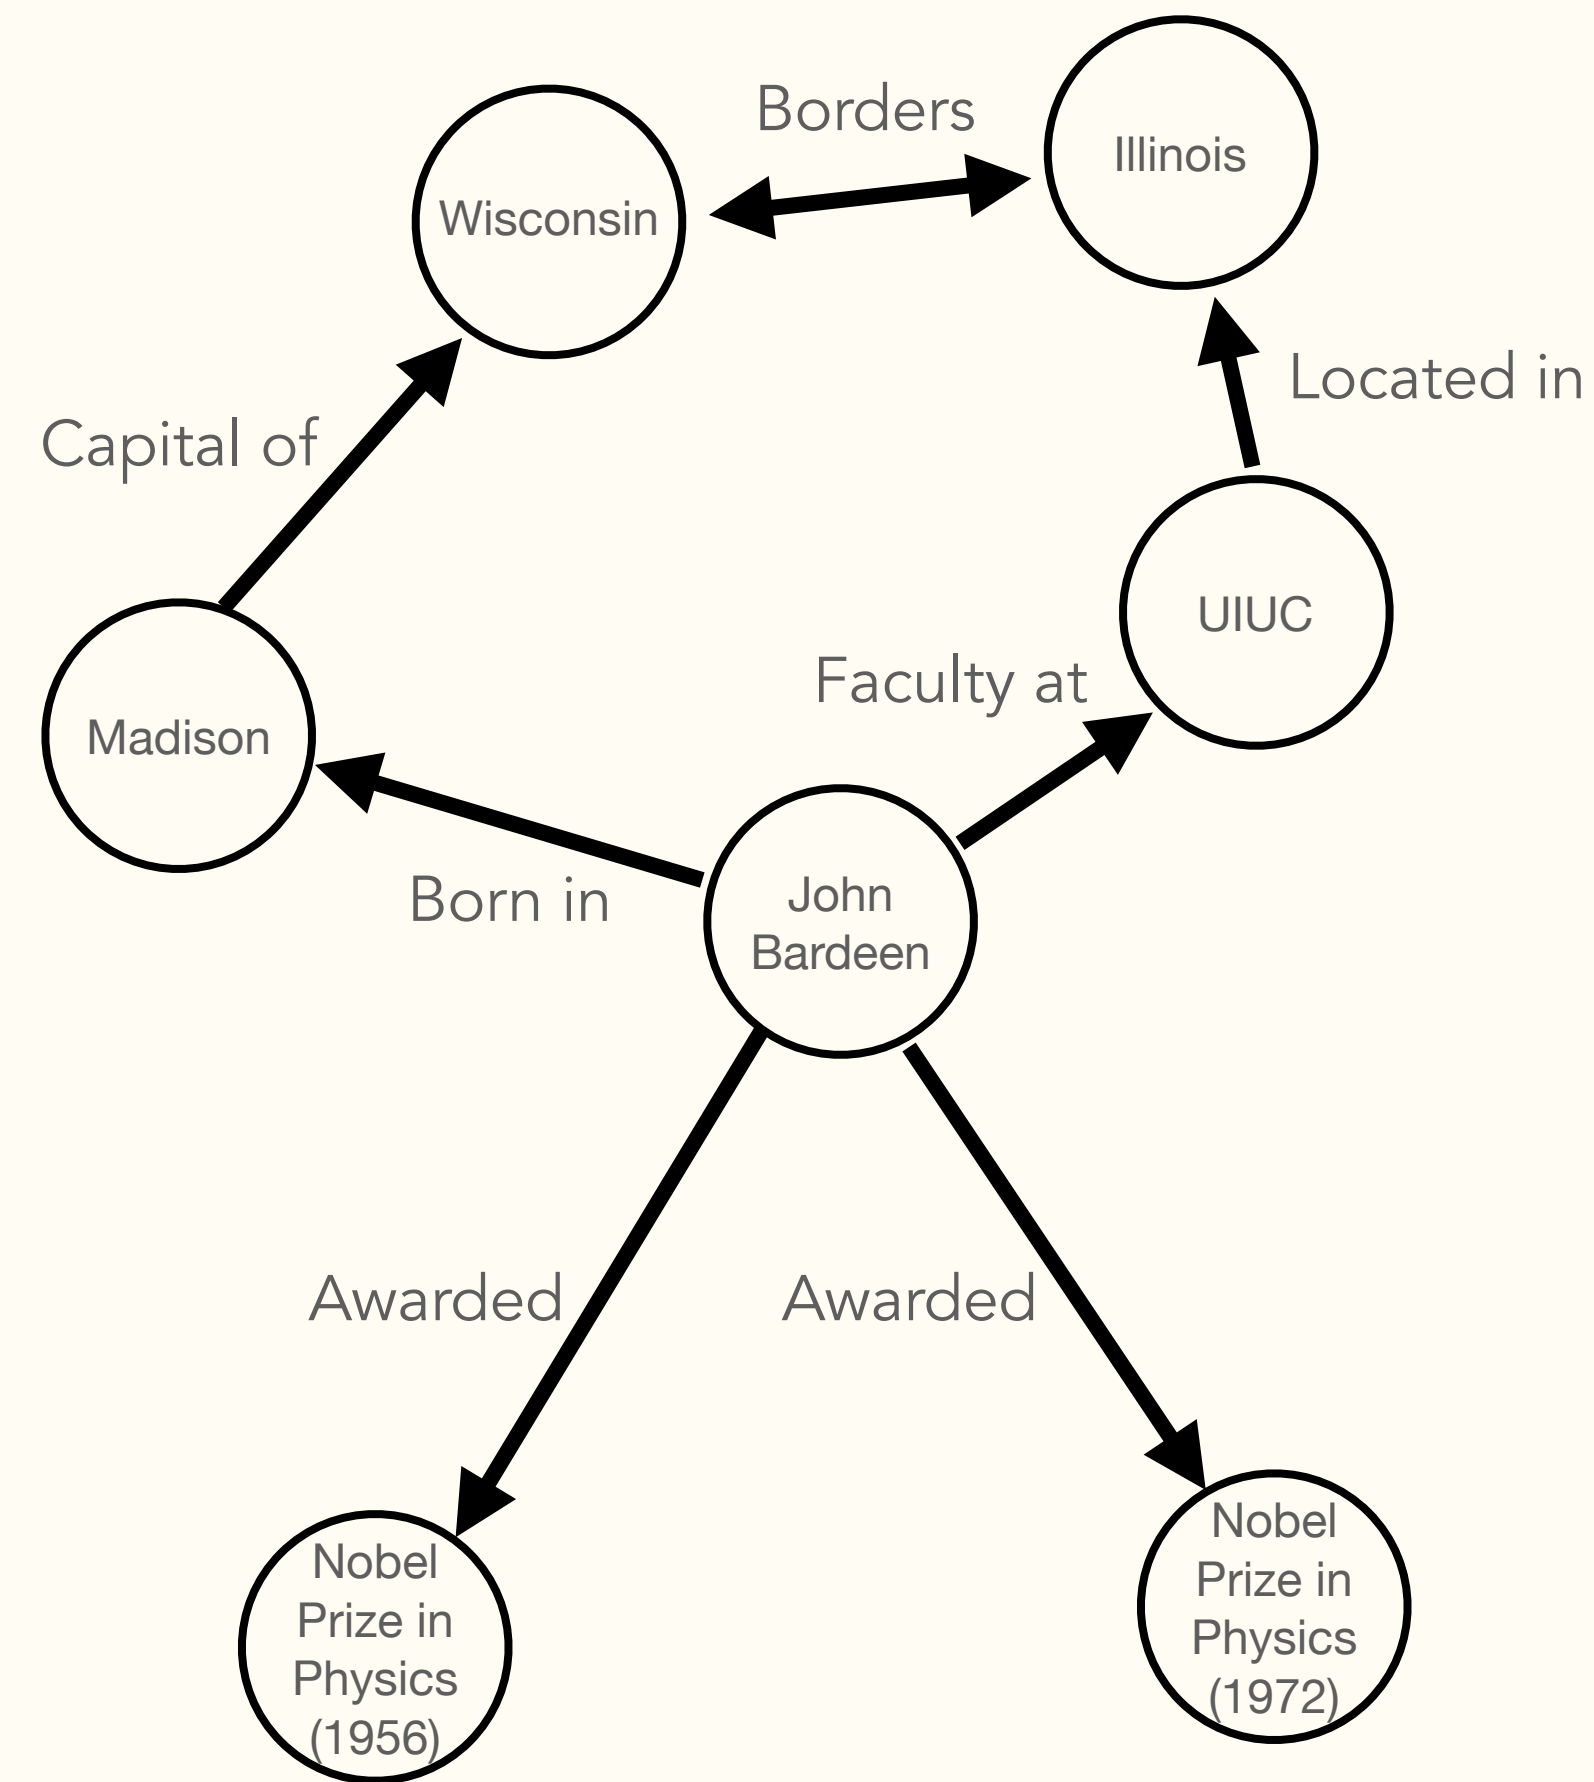 Borders
Illinois
Wisconsin
Located in
Capital of
UIUC
Faculty at
Madison
Born in
John
Bardeen
Awarded
Awarded
Nobel
Prize in
Physics
(1956)
Nobel
Prize in
Physics
(1972)